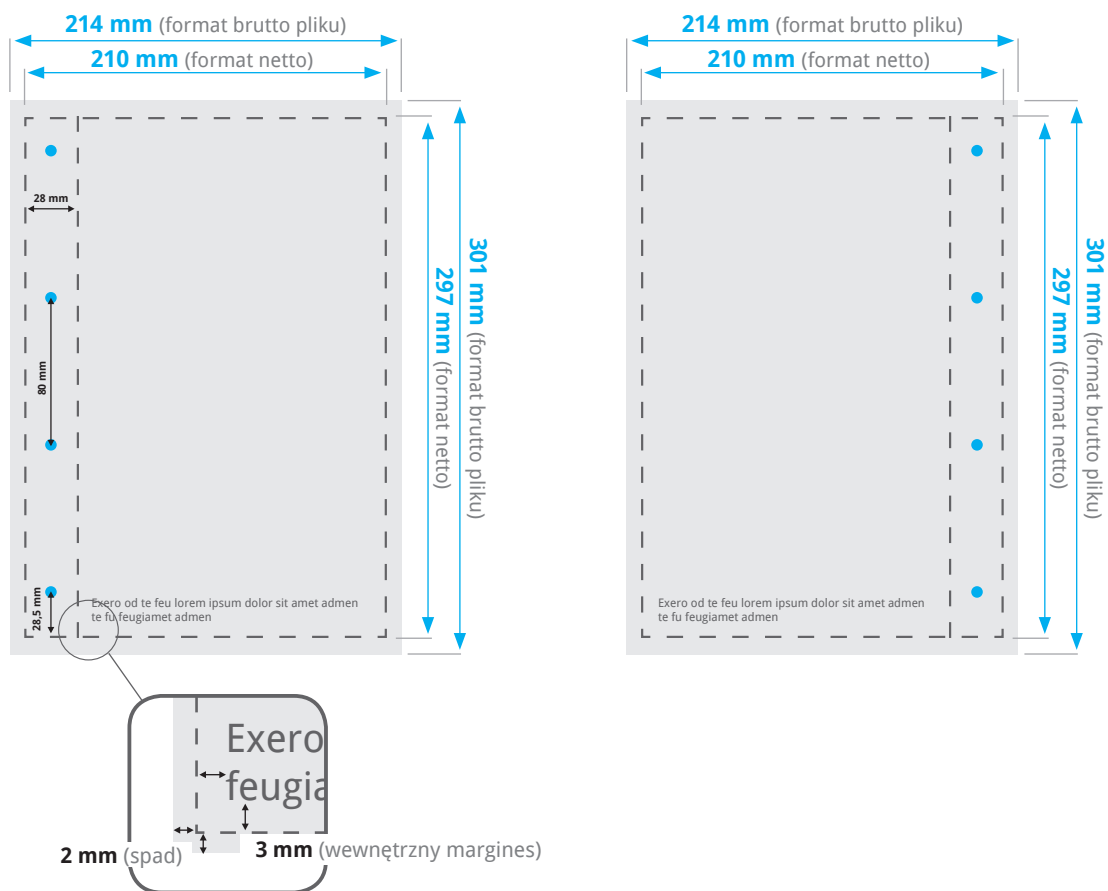 214 mm (format brutto pliku)
210 mm (format netto)
28 mm
80 mm
28,5 mm
297 mm (format netto)
301 mm (format brutto pliku)
Exero od te feu lorem ipsum dolor sit amet admen
te fu feugiamet admen
214 mm (format brutto pliku)
210 mm (format netto)
297 mm (format netto)
301 mm (format brutto pliku)
Exero od te feu lorem ipsum dolor sit amet admen
te fu feugiamet admen
Exero
feugia
2 mm (spad)
3 mm (wewnętrzny margines)